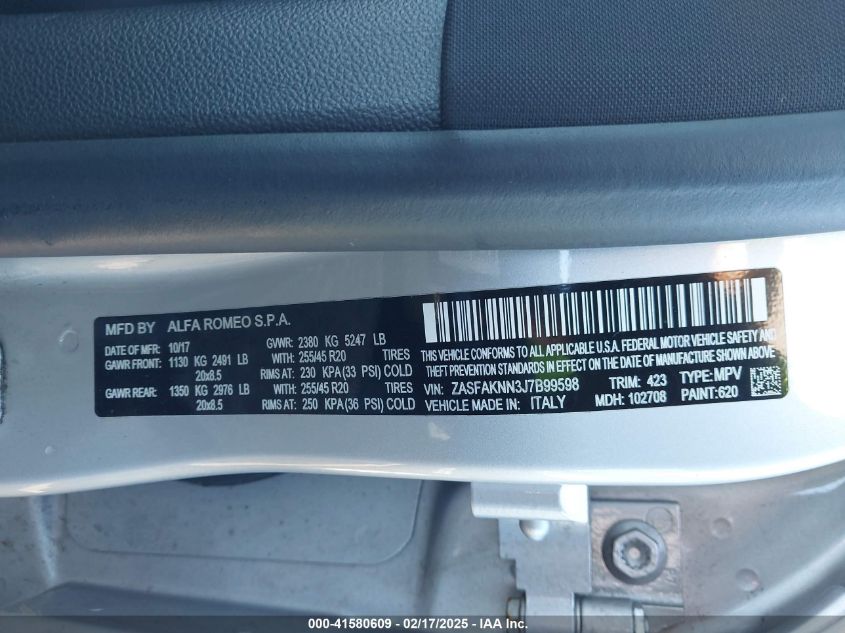 MFD BY ALFA ROMEO S.P.A.
DATE OF MFR: 10/17 GVWR: 2380 KG 5247 LB
GAWR FRONT: 1130 KG 2491 LB WITH: 255/45 R20 TIRES
20x8.5 RIMS AT: 230 KPA(33 PSI) COLD
GAWR REAR: 1350 KG 2976 LB WITH: 255/45 R20 TIRES
20x8.5 RIMS AT: 250 KPA(36 PSI) COLD
THIS VEHICLE CONFORMS TO ALL APPLICABLE FEDERAL MOTOR VEHICLE SAFETY AND
THEFT PREVENTION STANDARDS IN EFFECT ON THE DATE OF MANUFACTURE SHOWN ABOVE.
VIN: ZASFAKNN3J7B99598 TRIM: 423 TYPE: MPV
VEHICLE MADE IN: ITALY MDH: 102708 PAINT: 620
000-41580609 - 02/17/2025 - IAA Inc.